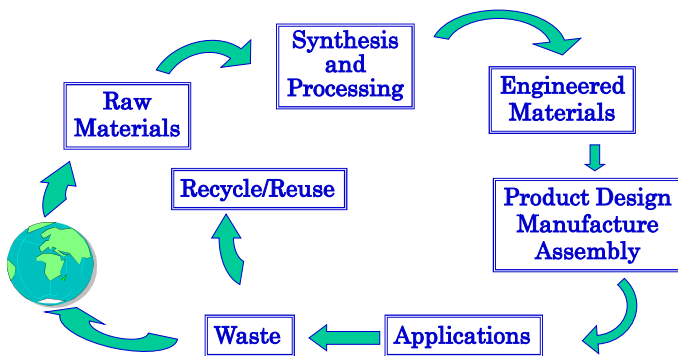 Synthesis
and
Processing
Engineered
Materials
Raw
Materials
Recycle/Reuse
Product Design
Manufacture
Assembly
Waste
Applications